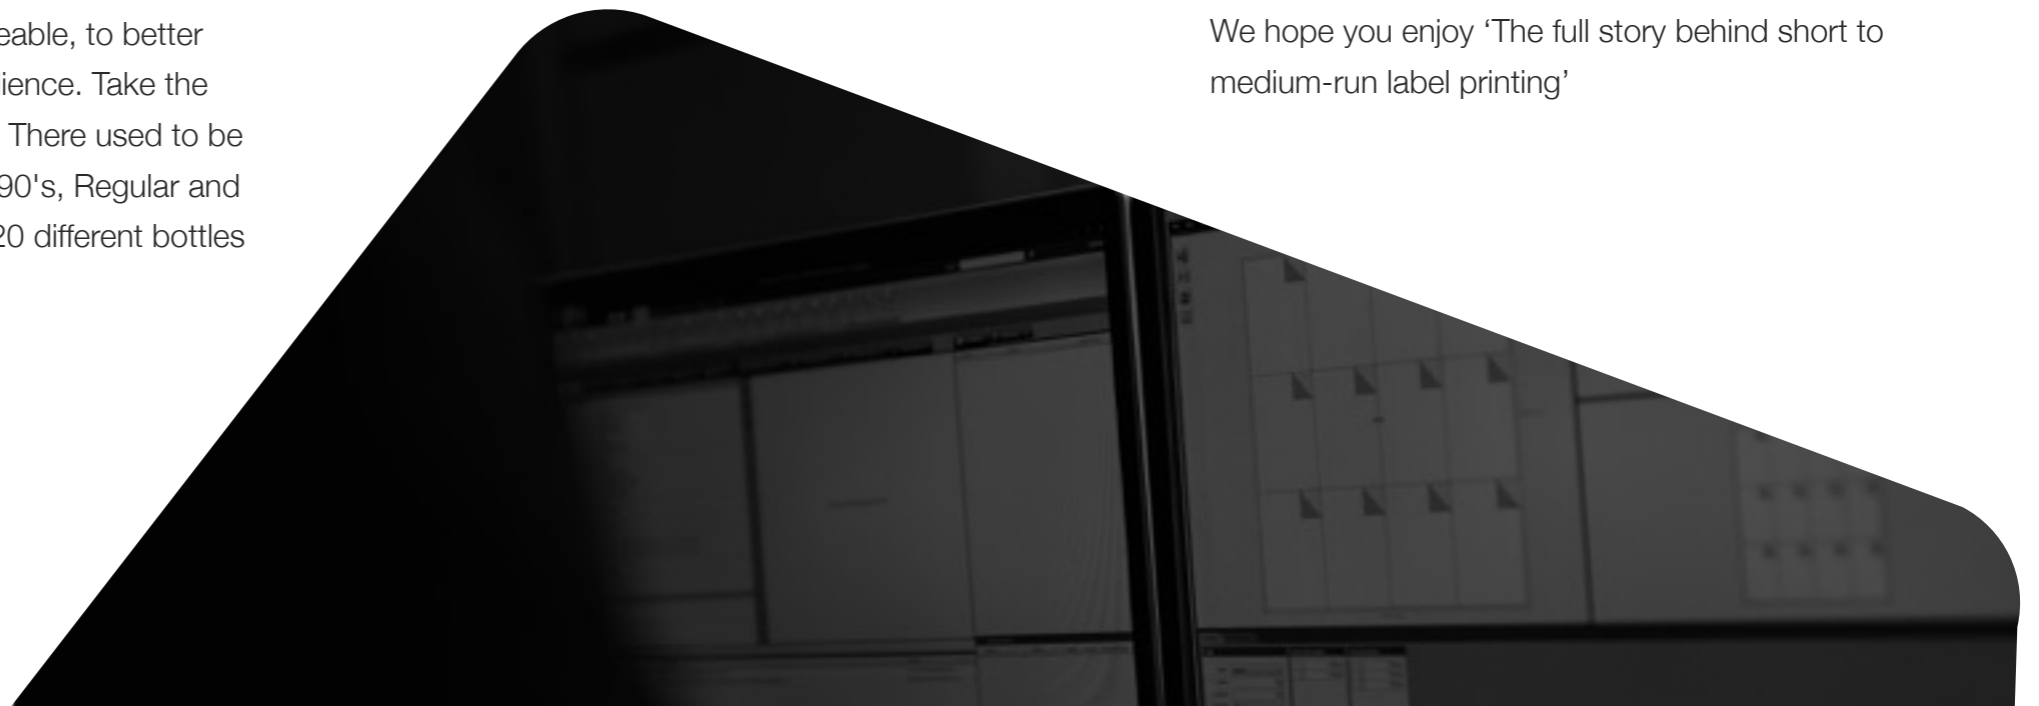 eable, to better
ience. Take the
There used to be
90's, Regular and
20 different bottles
We hope you enjoy ‘The full story behind short to
medium-run label printing’